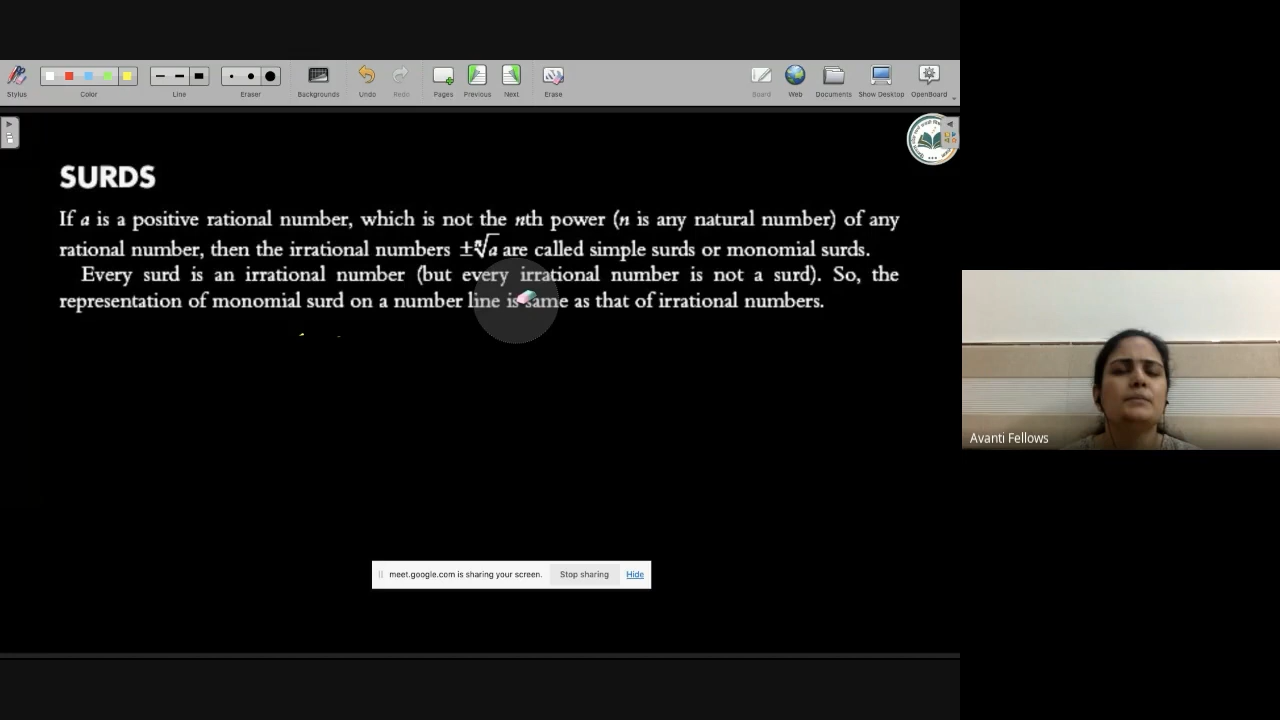 Stylus Color Line Eraser Backgrounds Undo Redo Pages Previous Next Erase Board Web Documents Show Desktop OpenBoard
SURDS
If a is a positive rational number, which is not the nth power (n is any natural number) of any
rational number, then the irrational numbers ±ⁿ√a are called simple surds or monomial surds.
Every surd is an irrational number (but every irrational number is not a surd). So, the
representation of monomial surd on a number line is same as that of irrational numbers.
Avanti Fellows
meet.google.com is sharing your screen. Stop sharing Hide